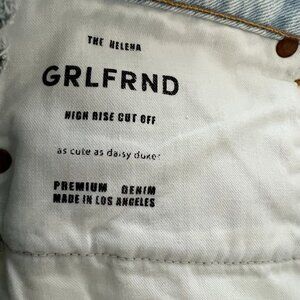 THE HELENA
GRLFRND
HIGH RISE CUT OFF
as cute as daisy dukes
PREMIUM DENIM
MADE IN LOS ANGELES